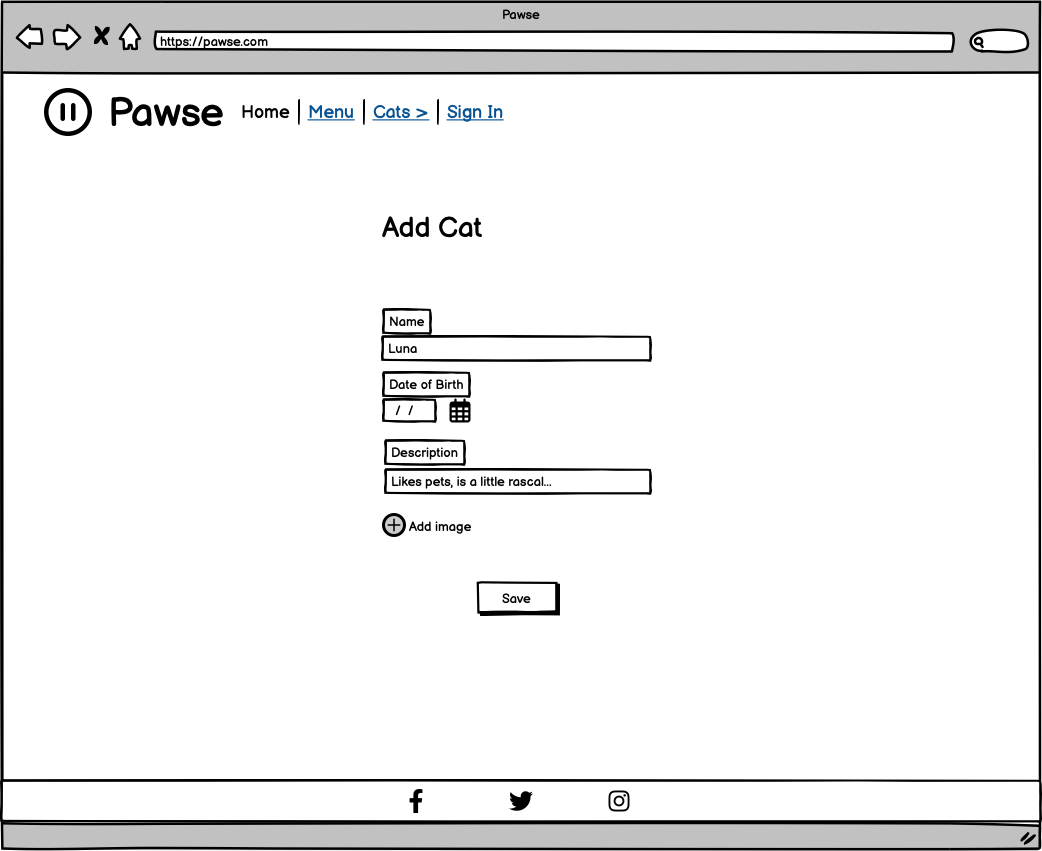 Pawse
https://pawse.com
Pawse Home Menu Cats > Sign In
Add Cat
Name
Luna
Date of Birth
/ /
Description
Likes pets, is a little rascal...
Add image
Save